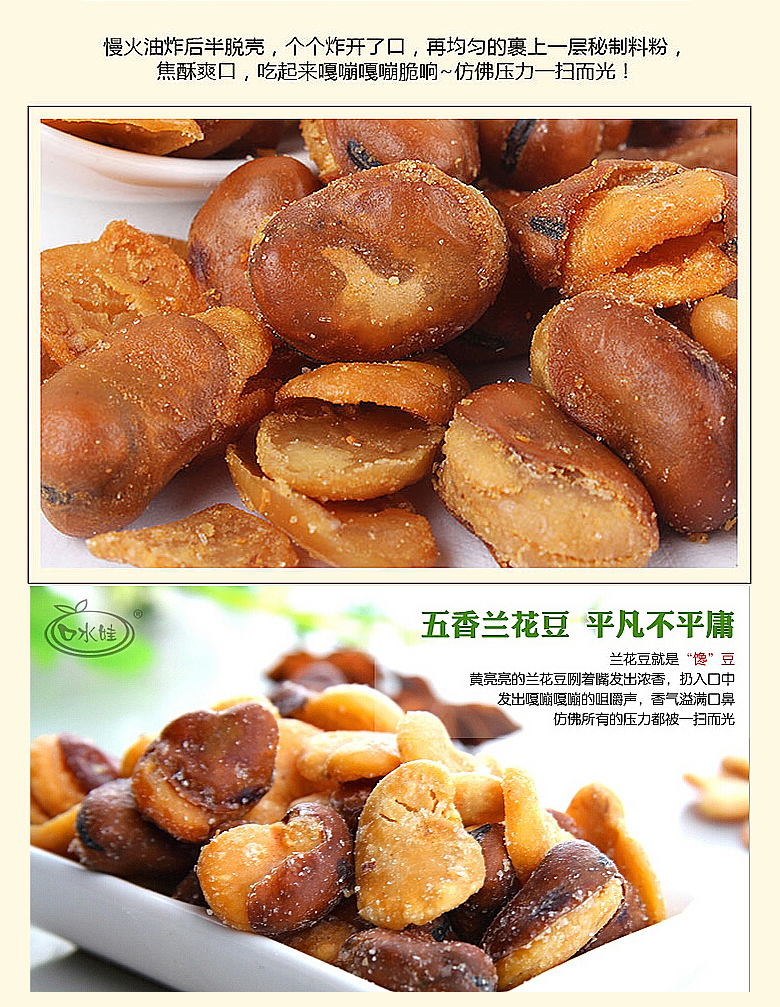 慢火油炸后半脱壳，个个炸开了口，再均匀的裹上一层秘制料粉，
焦酥爽口，吃起来嘎嘣嘎嘣脆响~仿佛压力一扫而光！
口水娃®
五香兰花豆 平凡不平庸
兰花豆就是“馋”豆
黄亮亮的兰花豆咧着嘴发出浓香，扔入口中
发出嘎嘣嘎嘣的咀嚼声，香气溢满口鼻
仿佛所有的压力都被一扫而光